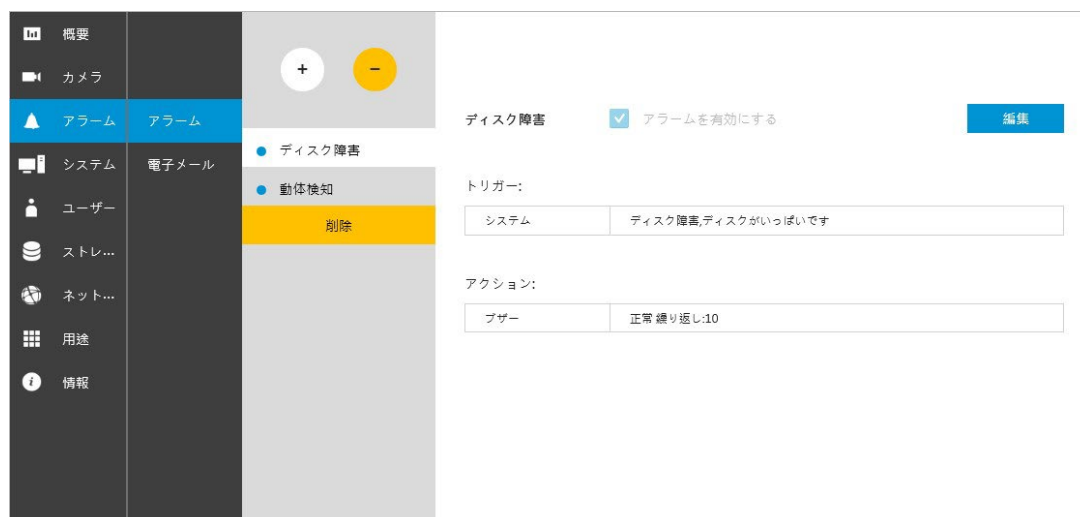 概要
カメラ
アラーム
システム
ユーザー
ストレ...
ネット...
用途
情報
アラーム
電子メール
+
−
ディスク障害
動体検知
削除
ディスク障害
アラームを有効にする
編集
トリガー:
システム
ディスク障害,ディスクがいっぱいです
アクション:
ブザー
正常 繰り返し:10